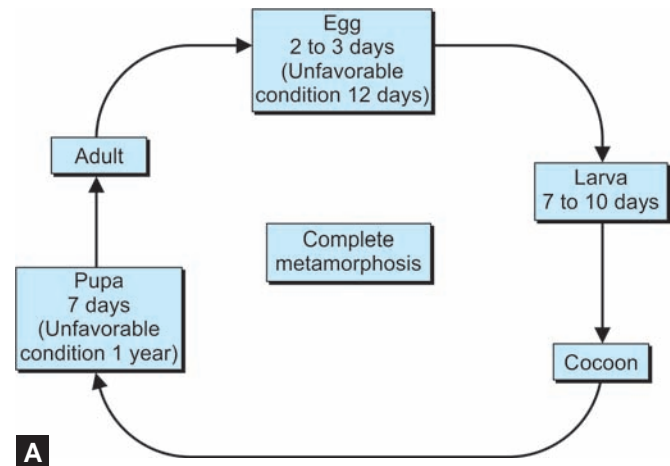 Egg
2 to 3 days
(Unfavorable
condition 12 days)
Adult
Larva
7 to 10 days
Complete
metamorphosis
Pupa
7 days
(Unfavorable
condition 1 year)
Cocoon
A